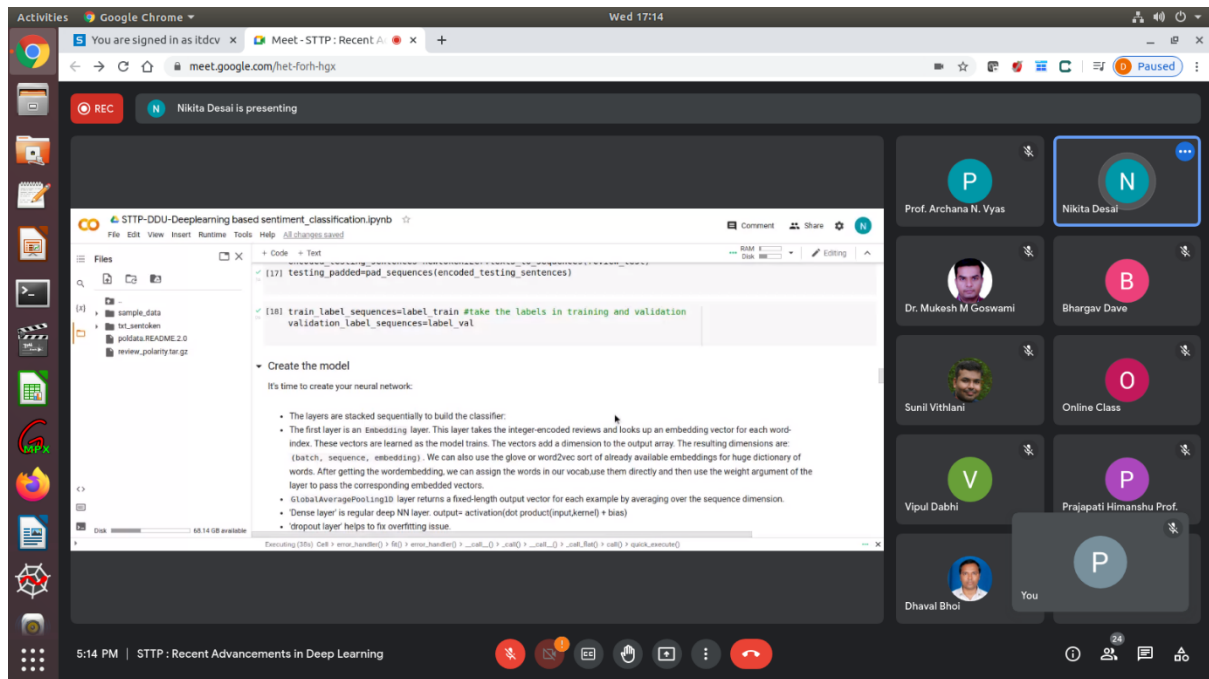 Activities Google Chrome Wed 17:14
You are signed in as itdcv × Meet - STTP : Recent A × +
meet.google.com/het-forh-hgx D Paused
REC N Nikita Desai is presenting
CO STTP-DDU-Deeplearning based sentiment_classification.ipynb
Comment Share N
File Edit View Insert Runtime Tools Help All changes saved
Files
+ Code + Text
RAM
Disk
Editing
..
sample_data
txt_sentoken
poldata.README.2.0
review_polarity.tar.gz
Disk 68.14 GB available
[17] testing_padded=pad_sequences(encoded_testing_sentences)
[18] train_label_sequences=label_train #take the labels in training and validation
validation_label_sequences=label_val
Create the model
It's time to create your neural network:
• The layers are stacked sequentially to build the classifier:
• The first layer is an Embedding layer. This layer takes the integer-encoded reviews and looks up an embedding vector for each word-
index. These vectors are learned as the model trains. The vectors add a dimension to the output array. The resulting dimensions are:
(batch, sequence, embedding). We can also use the glove or word2vec sort of already available embeddings for huge dictionary of
words. After getting the wordembedding, we can assign the words in our vocab,use them directly and then use the weight argument of the
layer to pass the corresponding embedded vectors.
• GlobalAveragePooling1D layer returns a fixed-length output vector for each example by averaging over the sequence dimension.
• 'Dense layer' is regular deep NN layer. output= activation(dot product(input,kernel) + bias)
• 'dropout layer' helps to fix overfitting issue.
Executing (38s) Cell > error_handler() > fit() > error_handler() > __call__() > _call() > __call__() > _call_flat() > call() > quick_execute()
P
Prof. Archana N. Vyas
N
Nikita Desai
Dr. Mukesh M Goswami
B
Bhargav Dave
Sunil Vithlani
O
Online Class
V
Vipul Dabhi
P
Prajapati Himanshu Prof.
Dhaval Bhoi
P
You
5:14 PM | STTP : Recent Advancements in Deep Learning
24